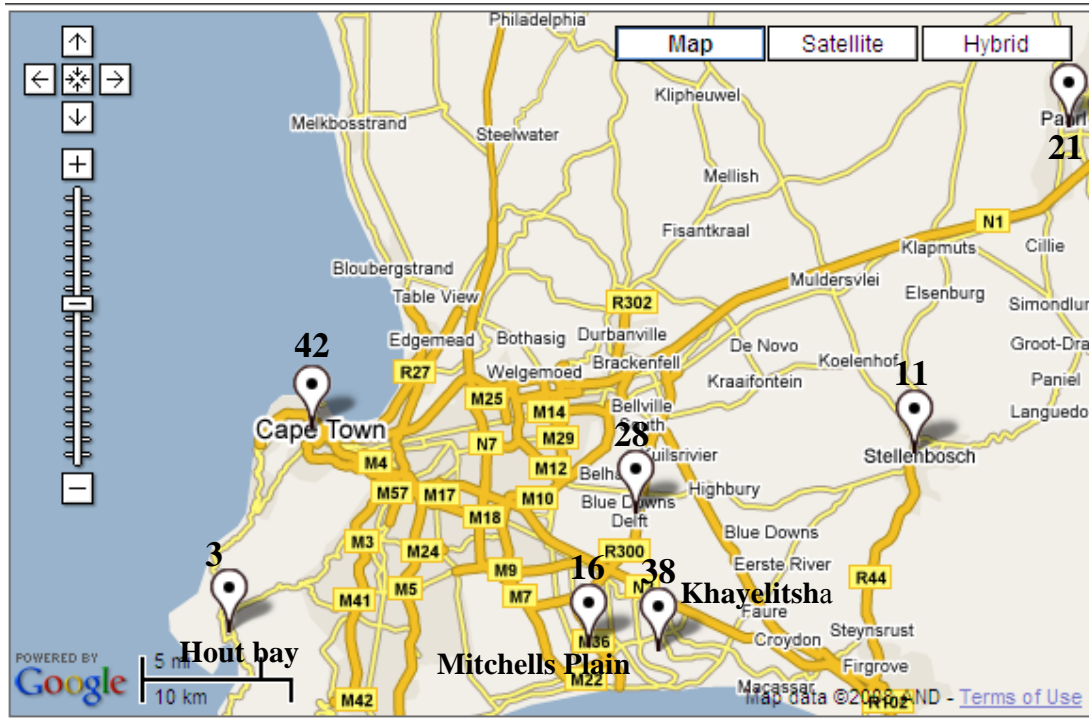 Philadelphia
Map Satellite Hybrid
Klipheuwel
Melkbosstrand
Steelwater
Paarl
21
Mellish
N1
Fisantkraal
Klapmuts Cillie
Bloubergstrand
Muldersvlei
Table View
Elsenburg
R302
Simondlur
Edgemead Bothasig Durbanville
Groot-Dra
42
De Novo
Brackenfell Koelenhof
R27 Welgemoed
11
Kraaifontein
Paniel
M25
M14 Bellville
South
Languedo
Cape Town
N7 M29
28
Kuilsrivier
Stellenbosch
M4
M12
Belha
M57 M17 M10
Highbury
Blue Downs
Delft
M18
Blue Downs
M3 M24
R300
3
M9
16
38
Eerste River
R44
M5 M7 N
Khayelitsha
M41
Faure
M36
Croydon Steynsrust
Hout bay
Mitchells Plain
Firgrove
M22
Macassar
POWERED BY
Google
5 mi
10 km
M42
R102
Map data ©2008 AND - Terms of Use